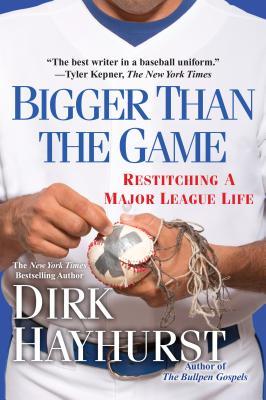 “The best writer in a baseball uniform.”
—Tyler Kepner, The New York Times
BIGGER THAN
THE GAME
RESTITCHING A
MAJOR LEAGUE LIFE
The New York Times
Bestselling Author
DIRK
HAYHURST
Author of
The Bullpen Gospels